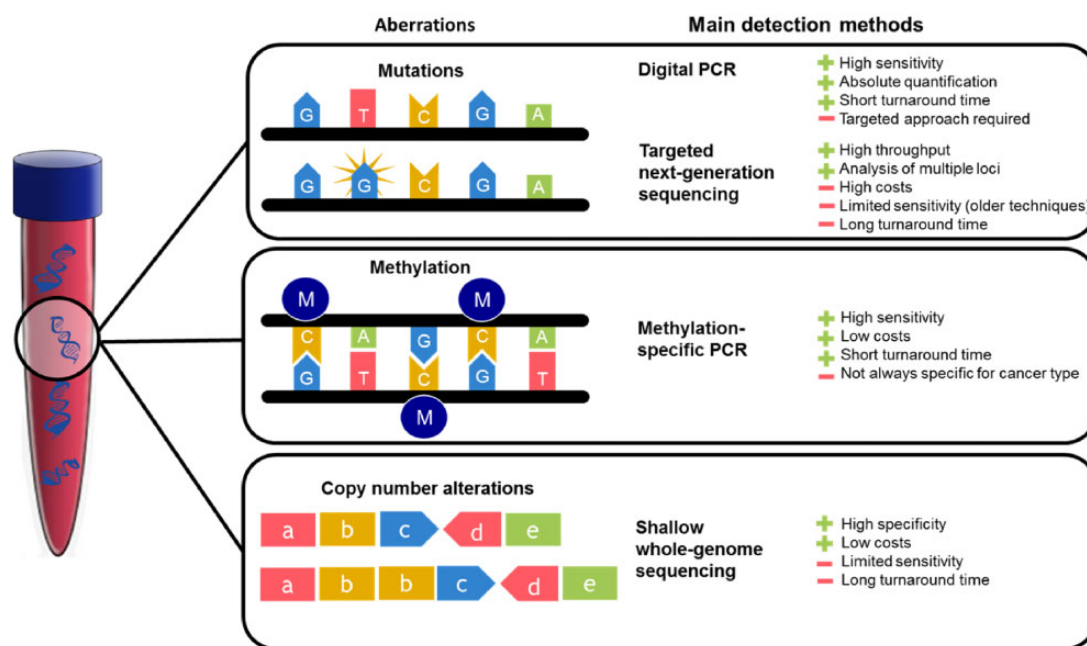 Aberrations
Main detection methods
Mutations
G T C G A
G G C G A
Digital PCR
High sensitivity
Absolute quantification
Short turnaround time
Targeted approach required
Targeted
next-generation
sequencing
High throughput
Analysis of multiple loci
High costs
Limited sensitivity (older techniques)
Long turnaround time
Methylation
M M
C A G C A
G T C G T
M
Methylation-
specific PCR
High sensitivity
Low costs
Short turnaround time
Not always specific for cancer type
Copy number alterations
a b c d e
a b b c d e
Shallow
whole-genome
sequencing
High specificity
Low costs
Limited sensitivity
Long turnaround time